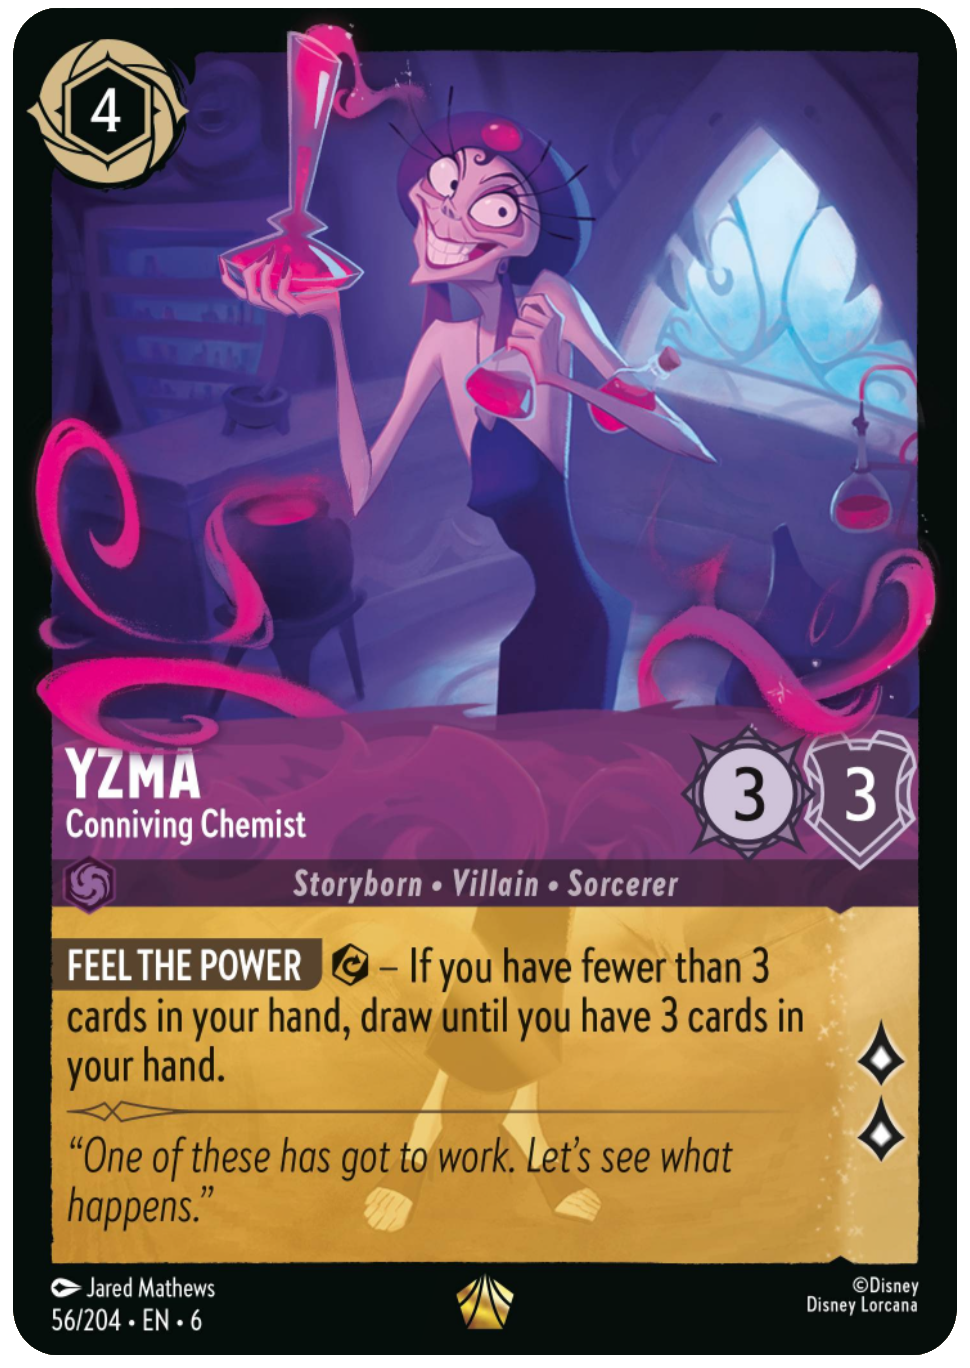 4
YZMA
Conniving Chemist
3
3
Storyborn • Villain • Sorcerer
FEEL THE POWER – If you have fewer than 3
cards in your hand, draw until you have 3 cards in
your hand.
“One of these has got to work. Let’s see what
happens.”
Jared Mathews
56/204 • EN • 6
©Disney
Disney Lorcana